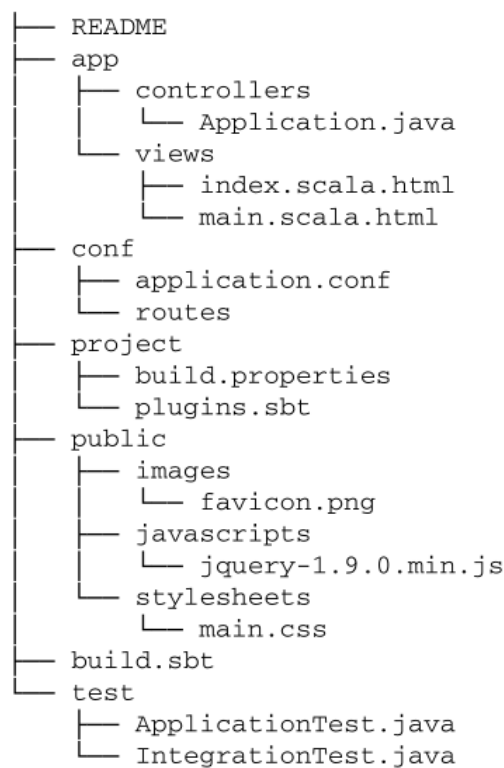 README
app
controllers
Application.java
views
index.scala.html
main.scala.html
conf
application.conf
routes
project
build.properties
plugins.sbt
public
images
favicon.png
javascripts
jquery-1.9.0.min.js
stylesheets
main.css
build.sbt
test
ApplicationTest.java
IntegrationTest.java